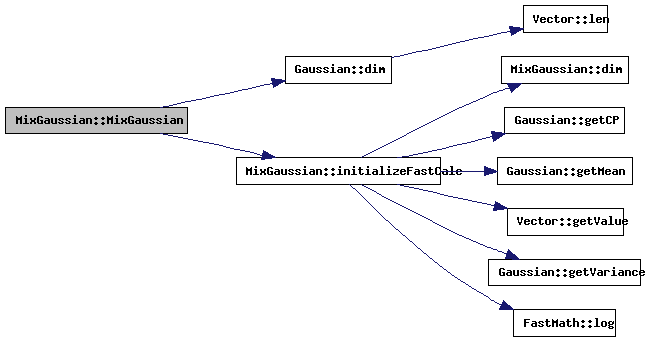 Vector::len
Gaussian::dim
MixGaussian::dim
MixGaussian::MixGaussian
Gaussian::getCP
MixGaussian::initializeFastCalc
Gaussian::getMean
Vector::getValue
Gaussian::getVariance
FastMath::log